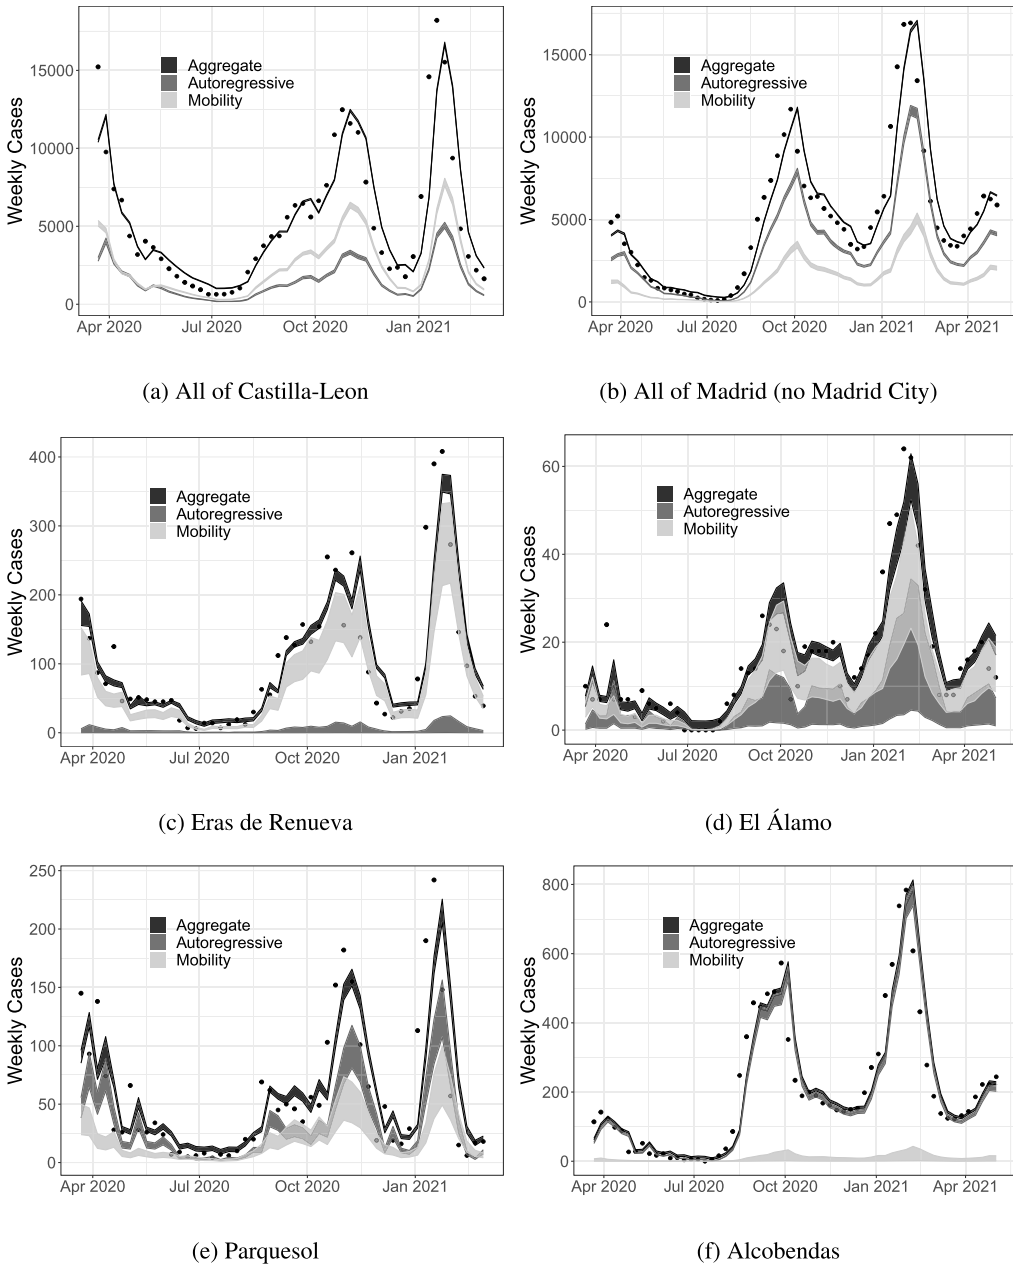 15000
10000
5000
0
Weekly Cases
Aggregate
Autoregressive
Mobility
Apr 2020 Jul 2020 Oct 2020 Jan 2021
(a) All of Castilla-Leon
15000
10000
5000
0
Weekly Cases
Aggregate
Autoregressive
Mobility
Apr 2020 Jul 2020 Oct 2020 Jan 2021 Apr 2021
(b) All of Madrid (no Madrid City)
400
300
200
100
0
Weekly Cases
Aggregate
Autoregressive
Mobility
Apr 2020 Jul 2020 Oct 2020 Jan 2021
(c) Eras de Renueva
60
40
20
0
Weekly Cases
Aggregate
Autoregressive
Mobility
Apr 2020 Jul 2020 Oct 2020 Jan 2021 Apr 2021
(d) El Álamo
250
200
150
100
50
0
Weekly Cases
Aggregate
Autoregressive
Mobility
Apr 2020 Jul 2020 Oct 2020 Jan 2021
(e) Parquesol
800
600
400
200
0
Weekly Cases
Aggregate
Autoregressive
Mobility
Apr 2020 Jul 2020 Oct 2020 Jan 2021 Apr 2021
(f) Alcobendas